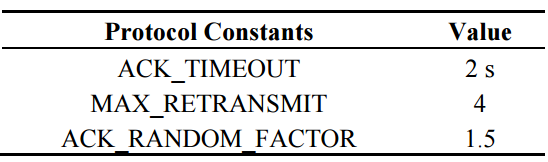 Protocol Constants Value
ACK_TIMEOUT 2 s
MAX_RETRANSMIT 4
ACK_RANDOM_FACTOR 1.5